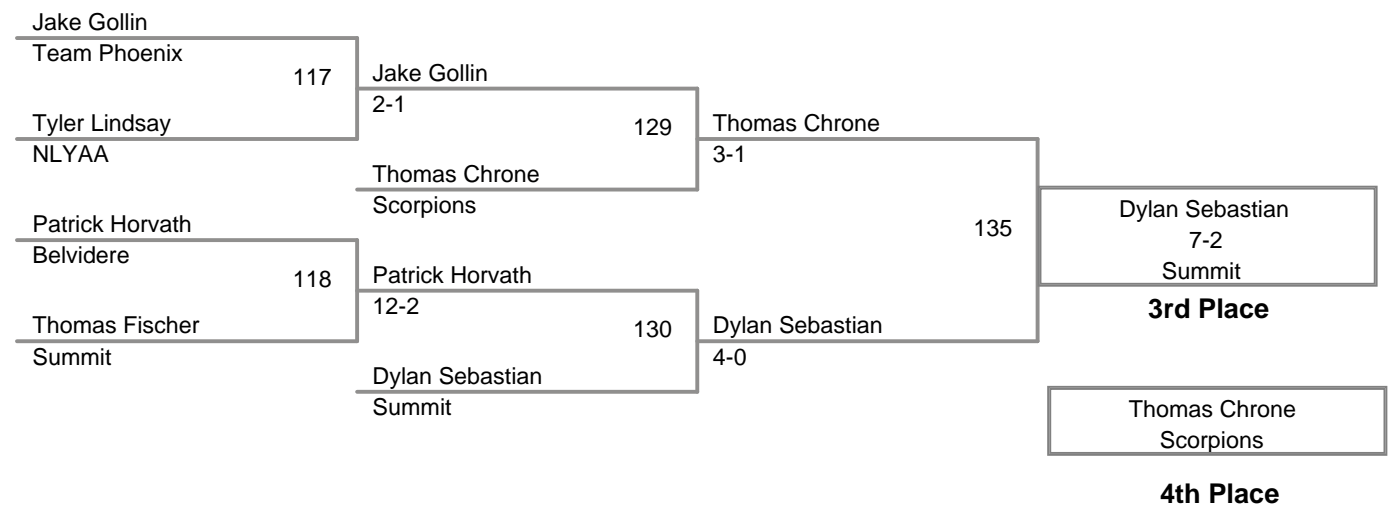 Jake Gollin
Team Phoenix
117
Tyler Lindsay
NLYAA
Patrick Horvath
Belvidere
118
Thomas Fischer
Summit
Jake Gollin
2-1
129
Thomas Chrone
Scorpions
Patrick Horvath
12-2
130
Dylan Sebastian
Summit
Thomas Chrone
3-1
135
Dylan Sebastian
4-0
Dylan Sebastian
7-2
Summit
3rd Place
Thomas Chrone
Scorpions
4th Place